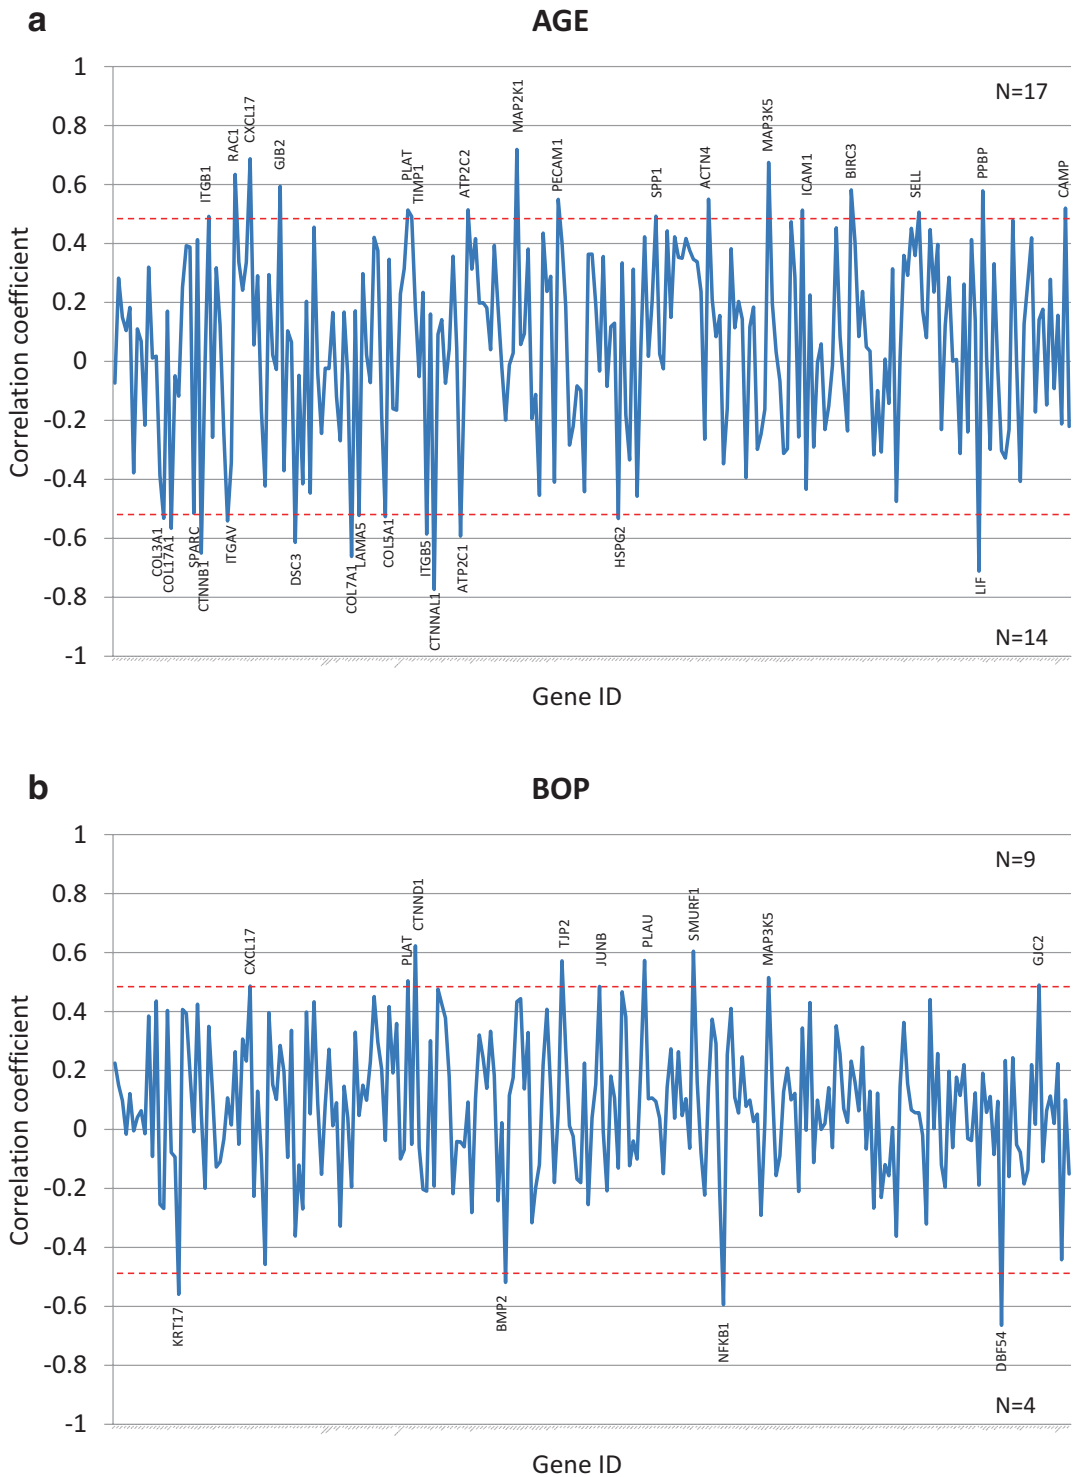 a
AGE
1
0.8
0.6
0.4
0.2
0
-0.2
-0.4
-0.6
-0.8
-1
Correlation coefficient
N=17
ITGB1
RAC1
CXCL17
GJB2
PLAT
TIMP1
ATP2C2
MAP2K1
PECAM1
SPP1
ACTN4
MAP3K5
ICAM1
BIRC3
SELL
PPBP
CAMP
COL3A1
COL17A1
SPARC
CTNNB1
ITGAV
DSC3
COL7A1
LAMA5
COL5A1
ITGB5
CTNNAL1
ATP2C1
HSPG2
LIF
N=14
Gene ID
b
BOP
1
0.8
0.6
0.4
0.2
0
-0.2
-0.4
-0.6
-0.8
-1
Correlation coefficient
N=9
CXCL17
PLAT
CTNND1
TJP2
JUNB
PLAU
SMURF1
MAP3K5
GJC2
KRT17
BMP2
NFKB1
DBF54
N=4
Gene ID